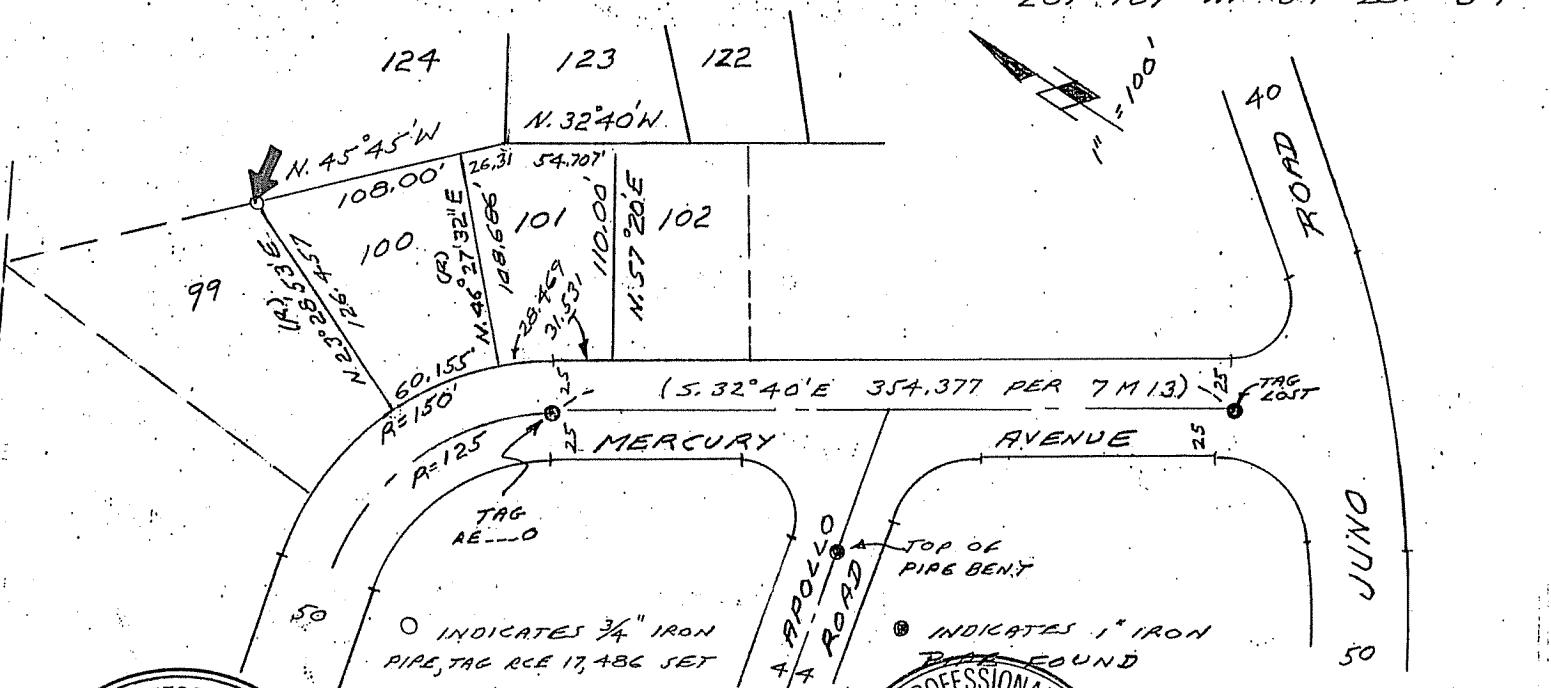 124
123
122
N. 32°40'W.
N. 45°45'W
108.00'
26.31
54.707'
1" = 100'
40
ROAD
99
(R)
N. 23°28'53"E.
126.457
100
(R)
N. 46°27'32"E
108.686'
101
28.469
31.531
110.00'
N. 57°20'E
102
60.155'
R=150'
R=125
25
(S. 32°40'E 354.377 PER 7 M 13)
25
TAG
LOST
25
MERCURY
AVENUE
25
TAG
RE___O
APOLLO
ROAD
44
TOP OF
PIPE BENT
JUNO
50
50
○ INDICATES 3/4" IRON
PIPE, TAG RCE 17,486 SET
INDICATES 1" IRON
PIPE FOUND